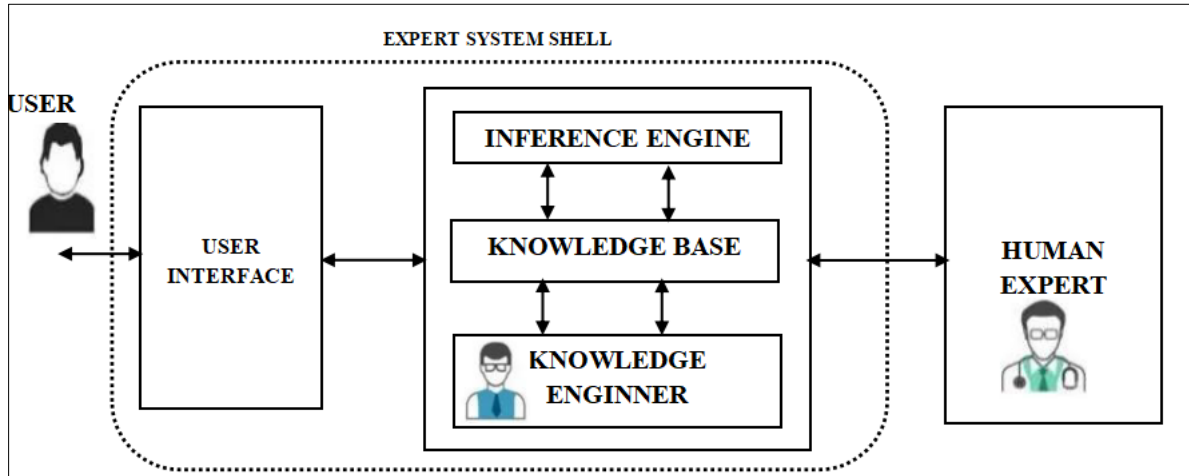 EXPERT SYSTEM SHELL
USER
USER
INTERFACE
INFERENCE ENGINE
KNOWLEDGE BASE
KNOWLEDGE
ENGINNER
HUMAN
EXPERT